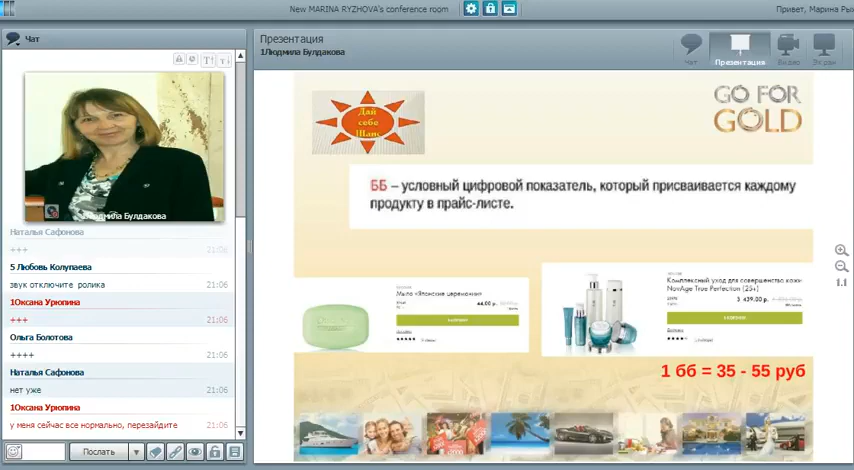 New MARINA RYZHOVA's conference room
Привет, Марина Рыж
Чат
Людмила Булдакова
Наталья Сафонова
+++ 21:06
5 Любовь Колупаева
звук отключите ролика 21:06
1Оксана Урюпина
+++ 21:06
Ольга Болотова
++++ 21:06
Наталья Сафонова
нет уже 21:06
1Оксана Урюпина
у меня сейчас все нормально, перезайдите 21:06
Послать
Презентация
1Людмила Булдакова
Чат
Презентация
Видео
Экран
Дай
себе
Шанс
GO FOR
GOLD
ББ – условный цифровой показатель, который присваивается каждому
продукту в прайс-листе.
Мыло «Японские церемонии»
44,00 р.
Комплексный уход для совершенства кожи
NovAge True Perfection (25+)
3 439,00 р.
1 бб = 35 - 55 руб
1:1